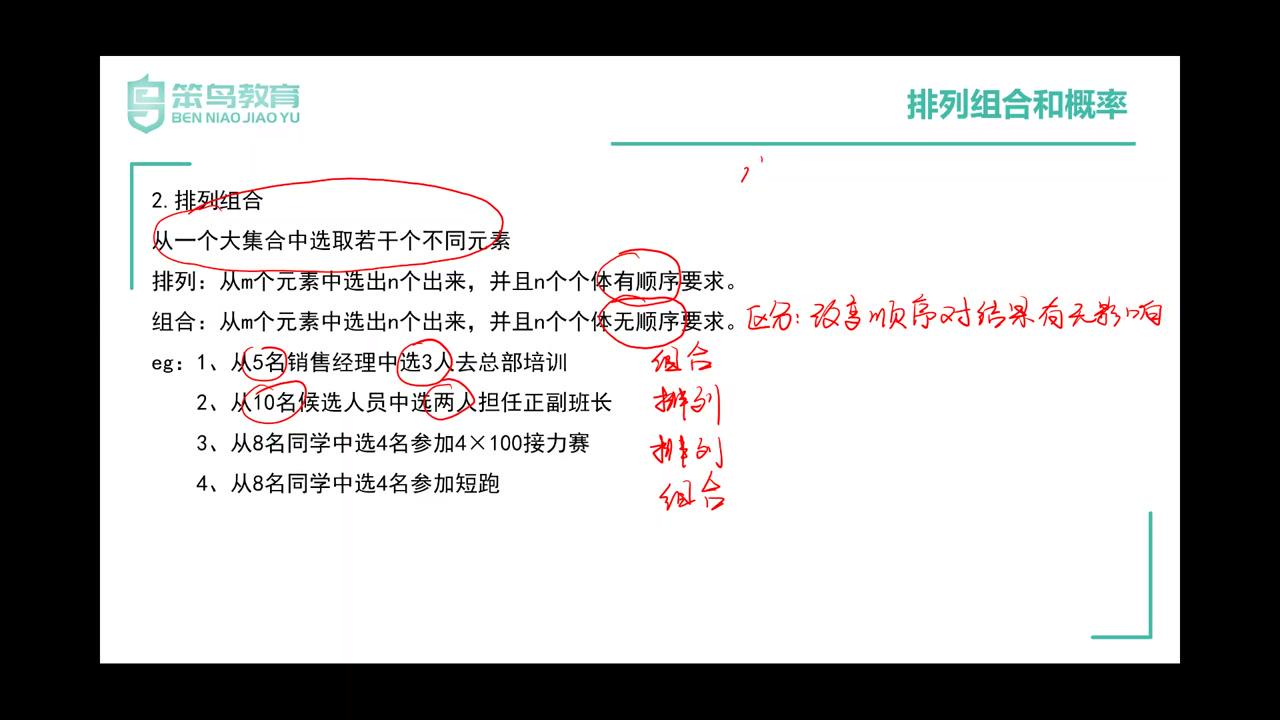 笨鸟教育
BEN NIAO JIAO YU
排列组合和概率
2.排列组合
从一个大集合中选取若干个不同元素
排列：从m个元素中选出n个出来，并且n个个体有顺序要求。
组合：从m个元素中选出n个出来，并且n个个体无顺序要求。
区分：改变顺序对结果有无影响
eg：1、从5名销售经理中选3人去总部培训 组合
2、从10名候选人员中选两人担任正副班长 排列
3、从8名同学中选4名参加4×100接力赛 排列
4、从8名同学中选4名参加短跑 组合